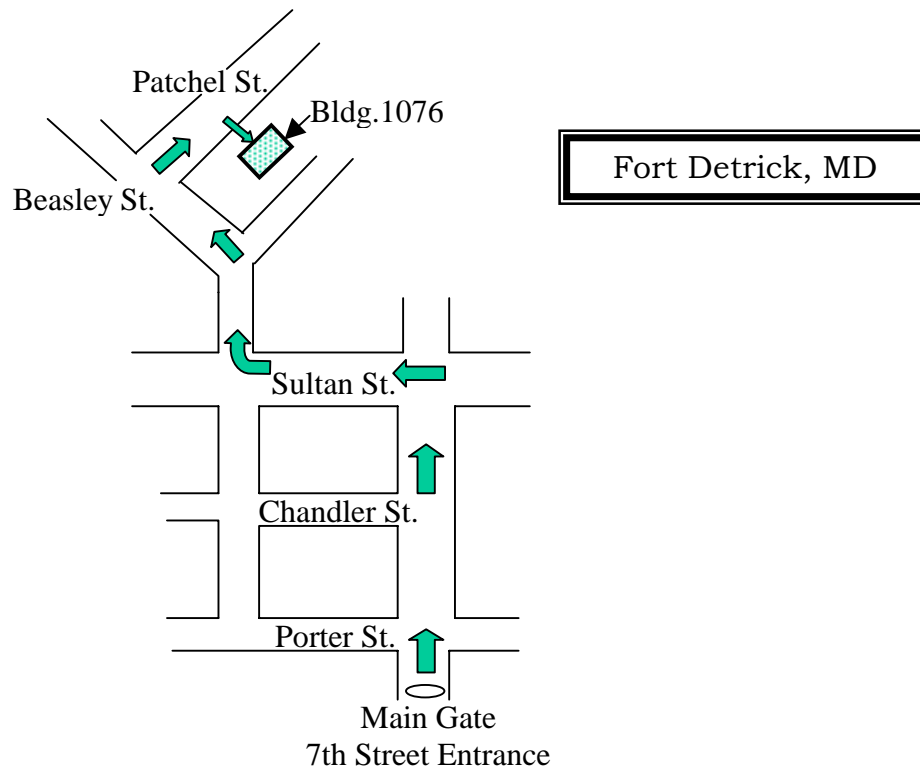 Patchel St.
Bldg.1076
Fort Detrick, MD
Beasley St.
Sultan St.
Chandler St.
Porter St.
Main Gate
7th Street Entrance